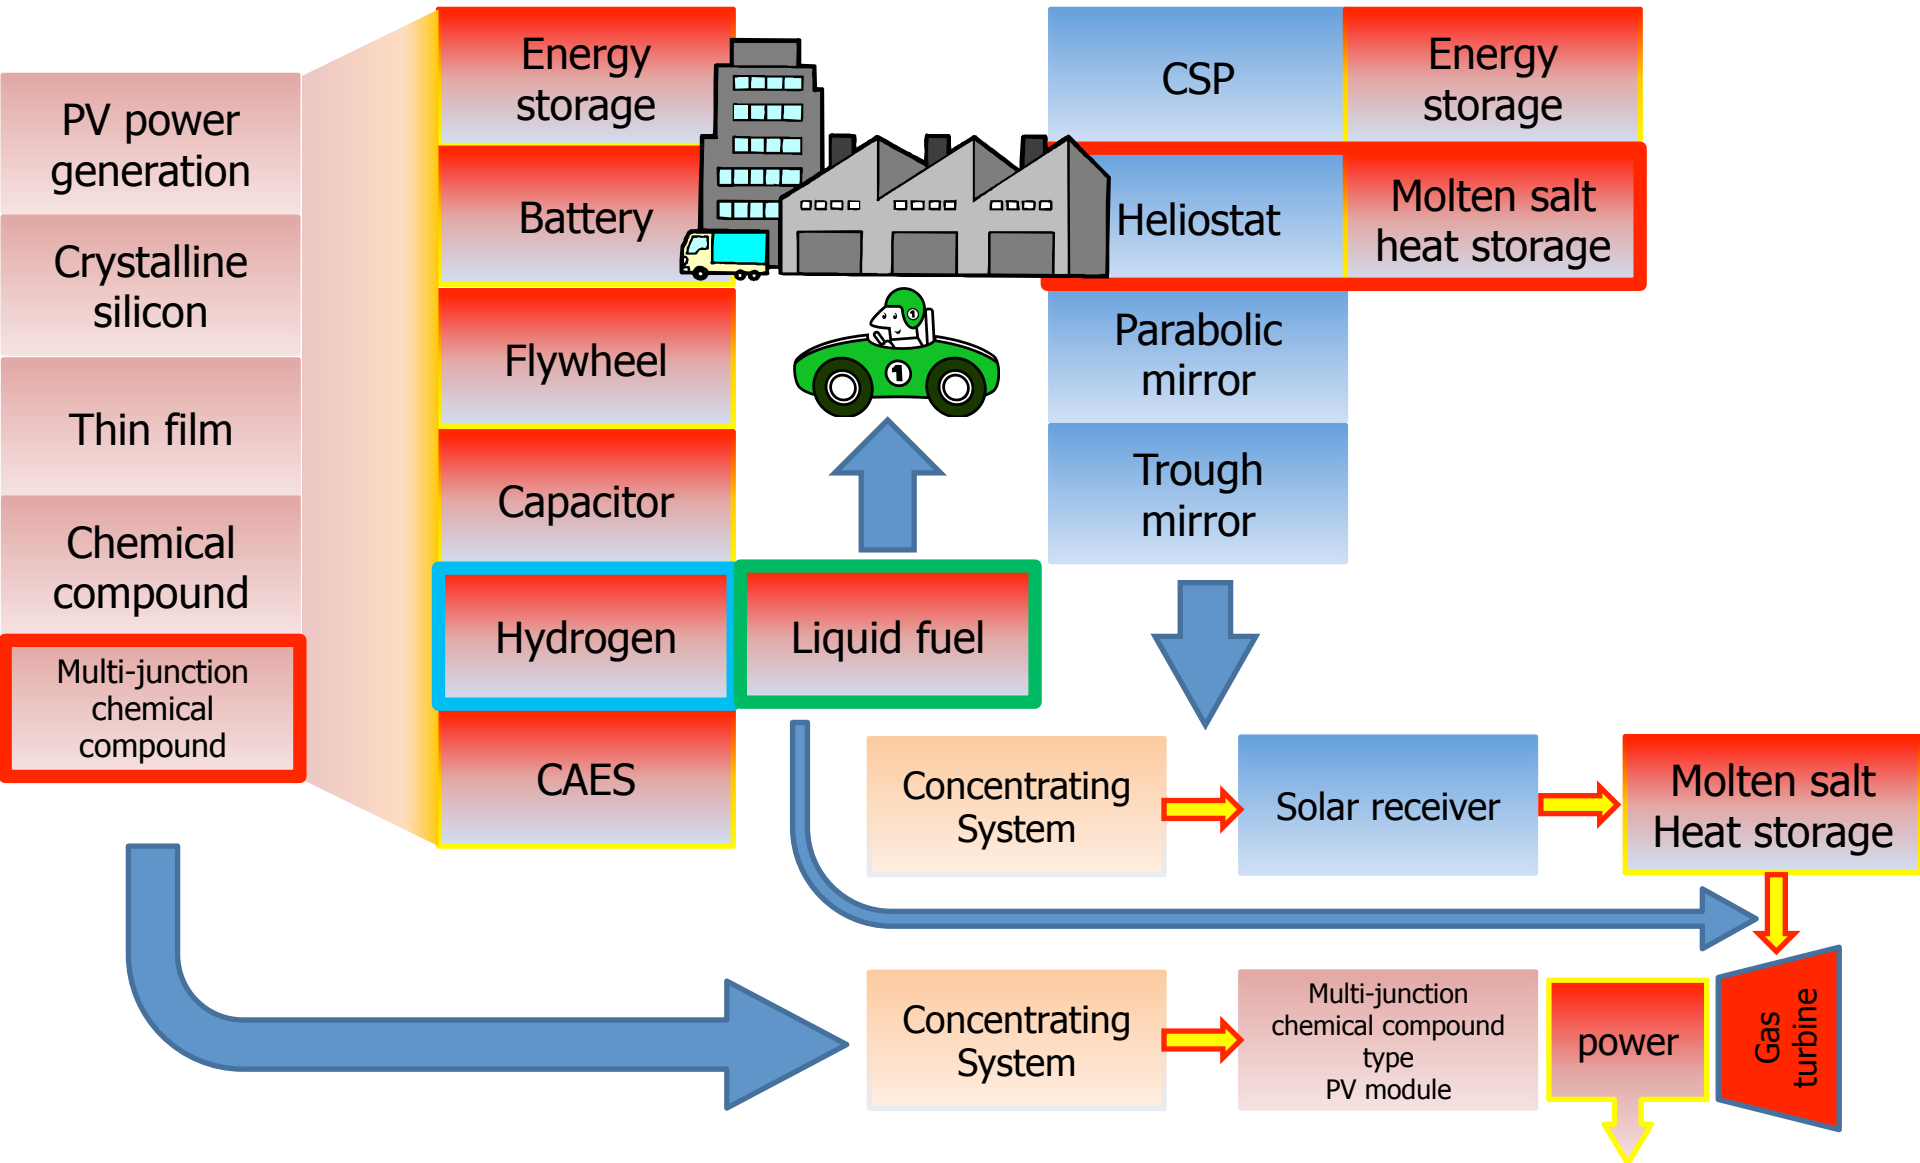 PV power
generation
Crystalline
silicon
Thin film
Chemical
compound
Multi-junction
chemical
compound
Energy
storage
Battery
Flywheel
Capacitor
Hydrogen
CAES
Liquid fuel
1
1
CSP
Energy
storage
Heliostat
Molten salt
heat storage
Parabolic
mirror
Trough
mirror
Concentrating
System
Solar receiver
Molten salt
Heat storage
Concentrating
System
Multi-junction
chemical compound
type
PV module
power
Gas
turbine